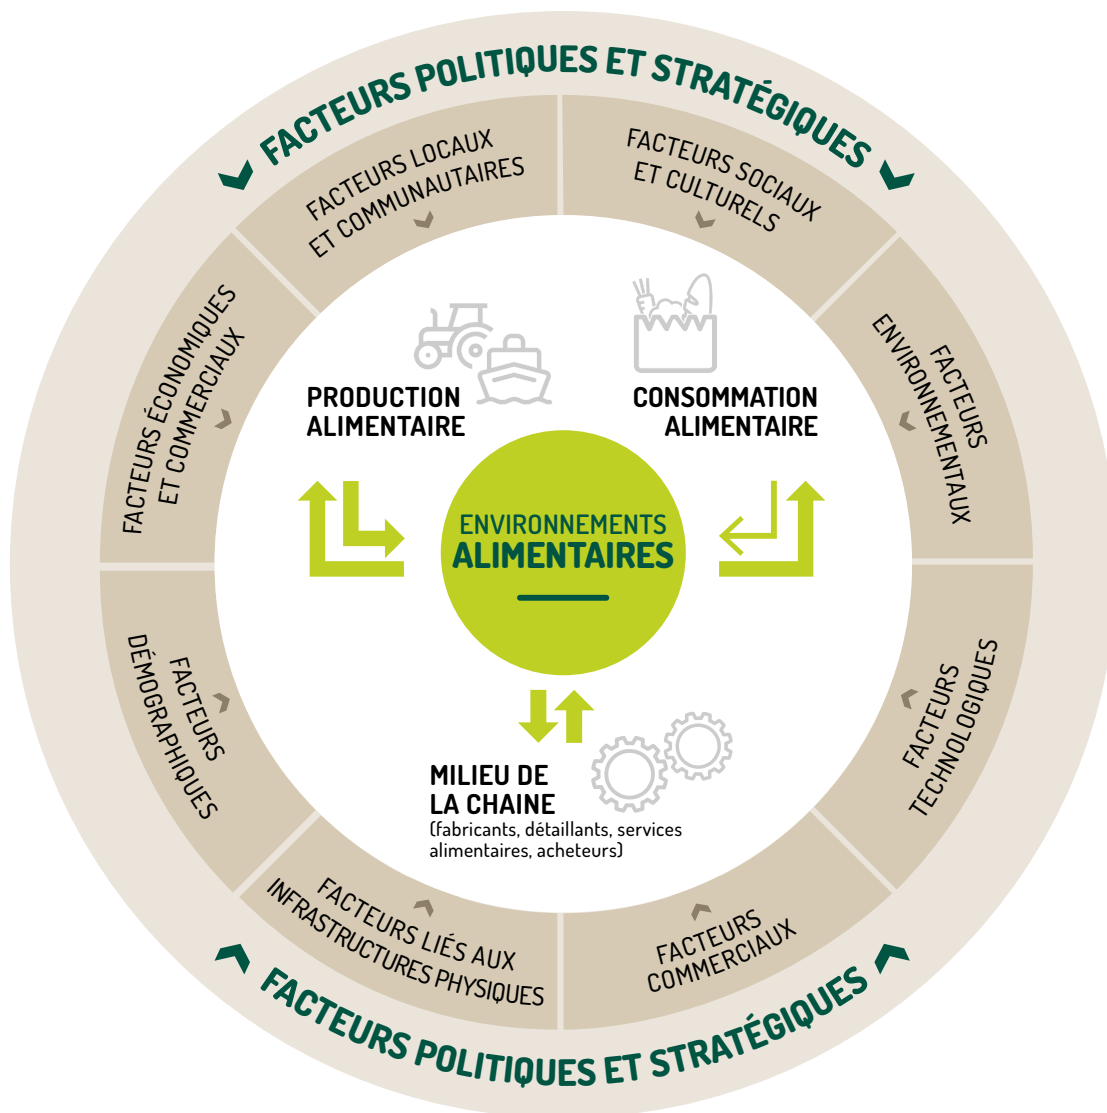 FACTEURS POLITIQUES ET STRATÉGIQUES
FACTEURS LOCAUX
ET COMMUNAUTAIRES
FACTEURS SOCIAUX
ET CULTURELS
FACTEURS ÉCONOMIQUES
ET COMMERCIAUX
FACTEURS
ENVIRONNEMENTAUX
PRODUCTION
ALIMENTAIRE
CONSOMMATION
ALIMENTAIRE
ENVIRONNEMENTS
ALIMENTAIRES
FACTEURS
DÉMOGRAPHIQUES
FACTEURS
TECHNOLOGIQUES
MILIEU DE
LA CHAINE
(fabricants, détaillants, services
alimentaires, acheteurs)
FACTEURS LIÉS AUX
INFRASTRUCTURES PHYSIQUES
FACTEURS
COMMERCIAUX
FACTEURS POLITIQUES ET STRATÉGIQUES